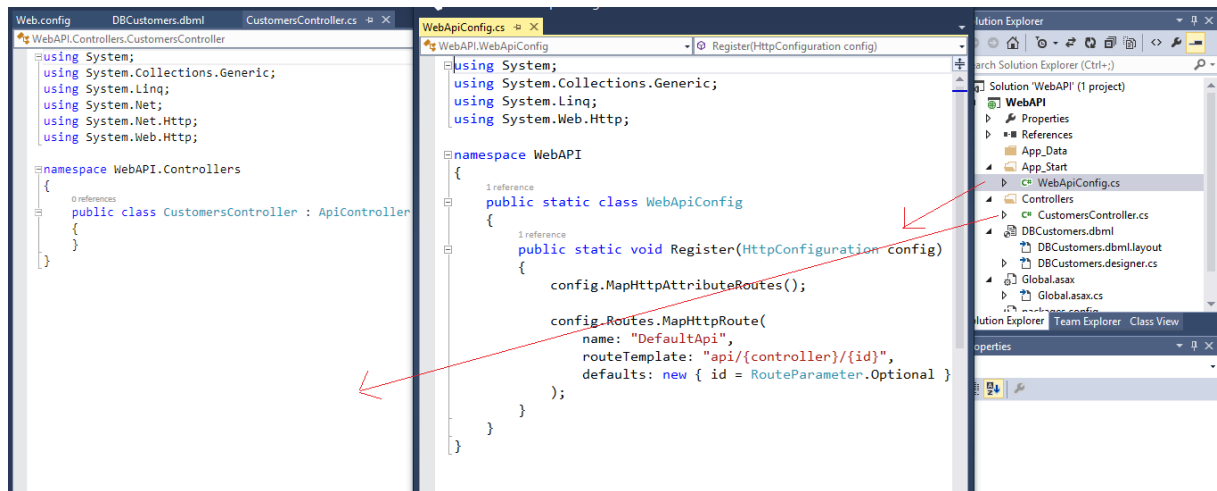 Web.config DBCustomers.dbml CustomersController.cs
WebAPI.Controllers.CustomersController
using System;
using System.Collections.Generic;
using System.Linq;
using System.Net;
using System.Net.Http;
using System.Web.Http;
namespace WebAPI.Controllers
{
0 references
public class CustomersController : ApiController
{
}
}
WebApiConfig.cs
WebAPI.WebApiConfig Register(HttpConfiguration config)
using System;
using System.Collections.Generic;
using System.Linq;
using System.Web.Http;
namespace WebAPI
{
1 reference
public static class WebApiConfig
{
1 reference
public static void Register(HttpConfiguration config)
{
config.MapHttpAttributeRoutes();
config.Routes.MapHttpRoute(
name: "DefaultApi",
routeTemplate: "api/{controller}/{id}",
defaults: new { id = RouteParameter.Optional }
);
}
}
}
lution Explorer
arch Solution Explorer (Ctrl+;)
Solution 'WebAPI' (1 project)
WebAPI
Properties
References
App_Data
App_Start
C# WebApiConfig.cs
Controllers
C# CustomersController.cs
DBCustomers.dbml
DBCustomers.dbml.layout
DBCustomers.designer.cs
Global.asax
Global.asax.cs
packages.config
lution Explorer Team Explorer Class View
operties